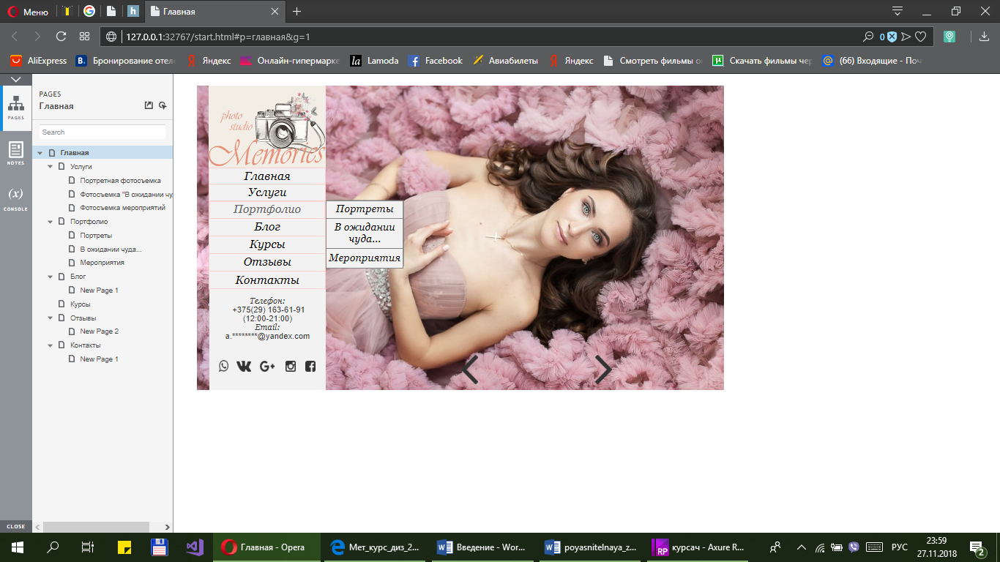 Меню
Главная
127.0.0.1:32767/start.html#p=главная&g=1
0
AliExpress
B.
Бронирование отеле
Яндекс
Онлайн-гипермарке
la
Lamoda
Facebook
Авиабилеты
Яндекс
Смотреть фильмы о
Скачать фильмы чер
(66) Входящие - Поч
PAGES
NOTES
(x)
CONSOLE
CLOSE
PAGES
Главная
Search
Главная
Услуги
Портретная фотосъемка
Фотосъемка "В ожидании чу
Фотосъемка мероприятий
Портфолио
Портреты
В ожидании чуда...
Мероприятия
Блог
New Page 1
Курсы
Отзывы
New Page 2
Контакты
New Page 1
photo
studio
Memories
Главная
Услуги
Портфолио
Блог
Курсы
Отзывы
Контакты
Портреты
В ожидании
чуда...
Мероприятия
Телефон:
+375(29) 163-61-91
(12:00-21:00)
Email:
a.********@yandex.com
Главная - Opera
Мет_курс_диз_2...
Введение - Wor...
poyasnitelnaya_z...
RP
курсач - Axure R...
РУС
23:59
27.11.2018
2